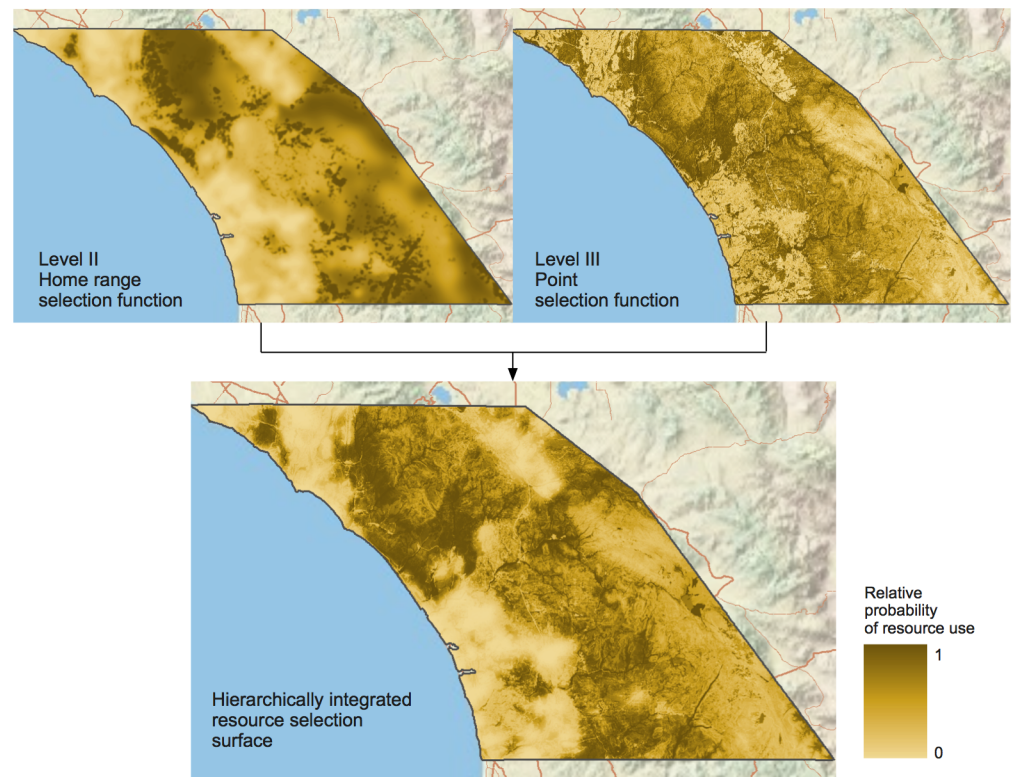 Level II
Home range
selection function
Level III
Point
selection function
Hierarchically integrated
resource selection
surface
Relative
probability
of resource use
1
0